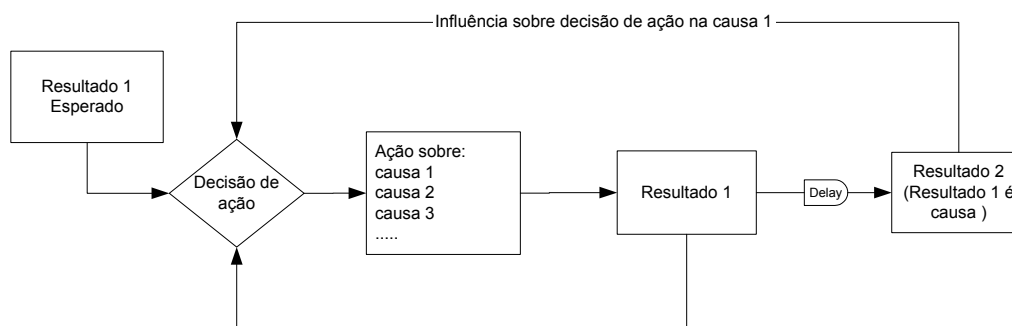 Influência sobre decisão de ação na causa 1
Resultado 1
Esperado
Decisão de
ação
Ação sobre:
causa 1
causa 2
causa 3
.....
Resultado 1
Delay
Resultado 2
(Resultado 1 é
causa )